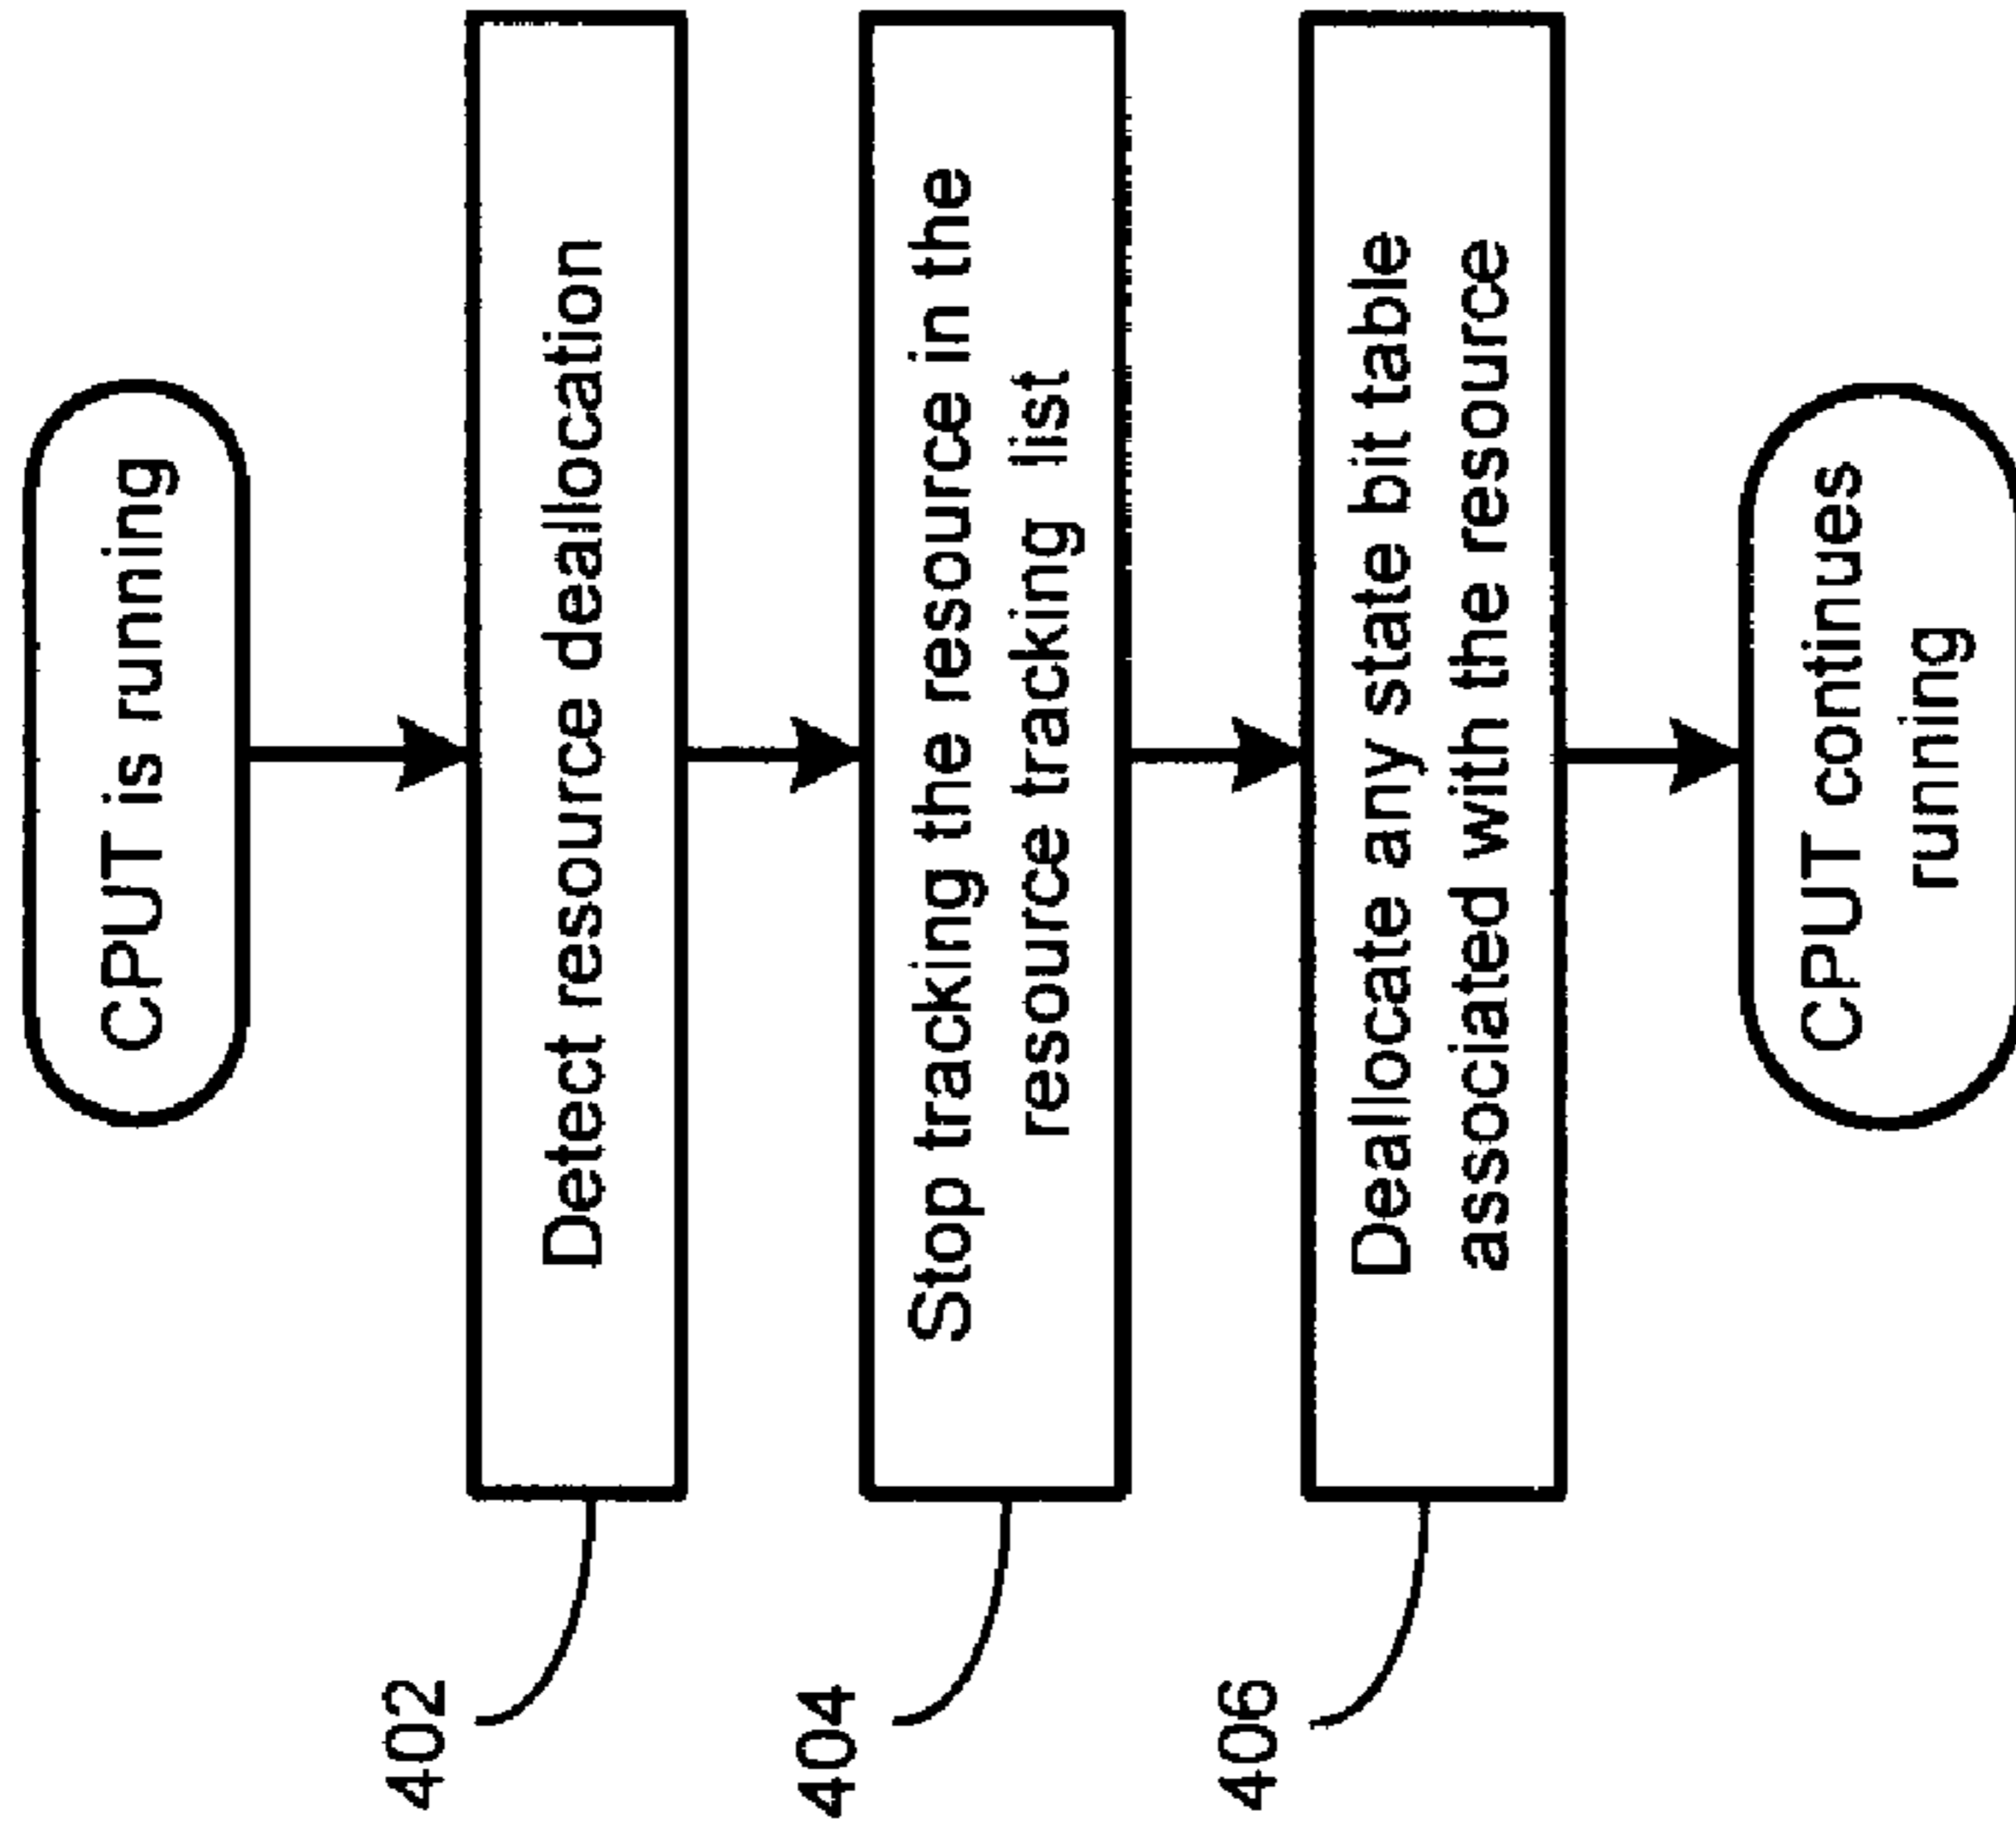 CPUT is running
402
Detect resource deallocation
404
Stop tracking the resource in the
resource tracking list
406
Deallocate any state bit table
associated with the resource
CPUT continues
running